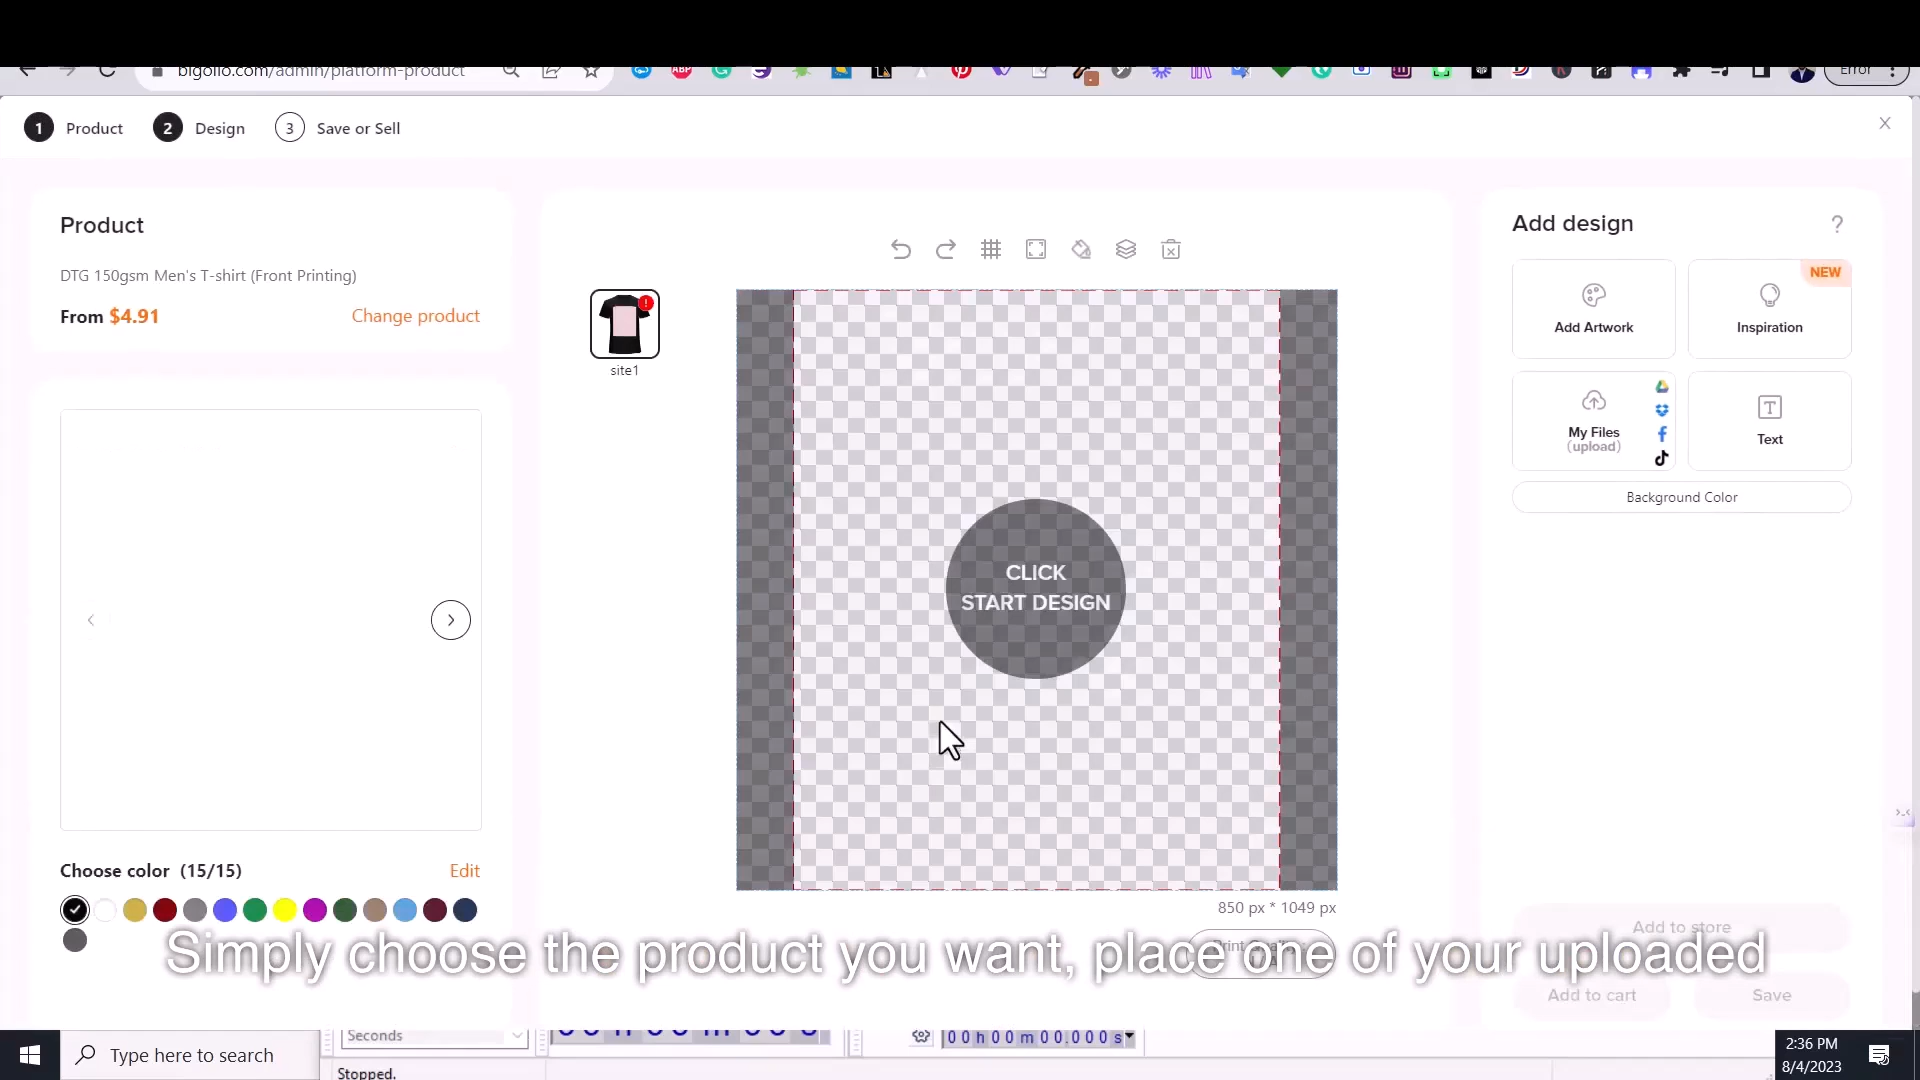 bigolio.com/admin/platform-product
Error
1 Product 2 Design 3 Save or Sell
Product
DTG 150gsm Men's T-shirt (Front Printing)
From $4.91
Change product
site1
CLICK
START DESIGN
850 px * 1049 px
Add design
?
NEW
Add Artwork
Inspiration
My Files
(upload)
Text
Background Color
Choose color (15/15)
Edit
Add to store
Simply choose the product you want, place one of your uploaded
Add to cart
Save
Seconds
00h00m00.000s
Type here to search
Stopped.
2:36 PM
8/4/2023